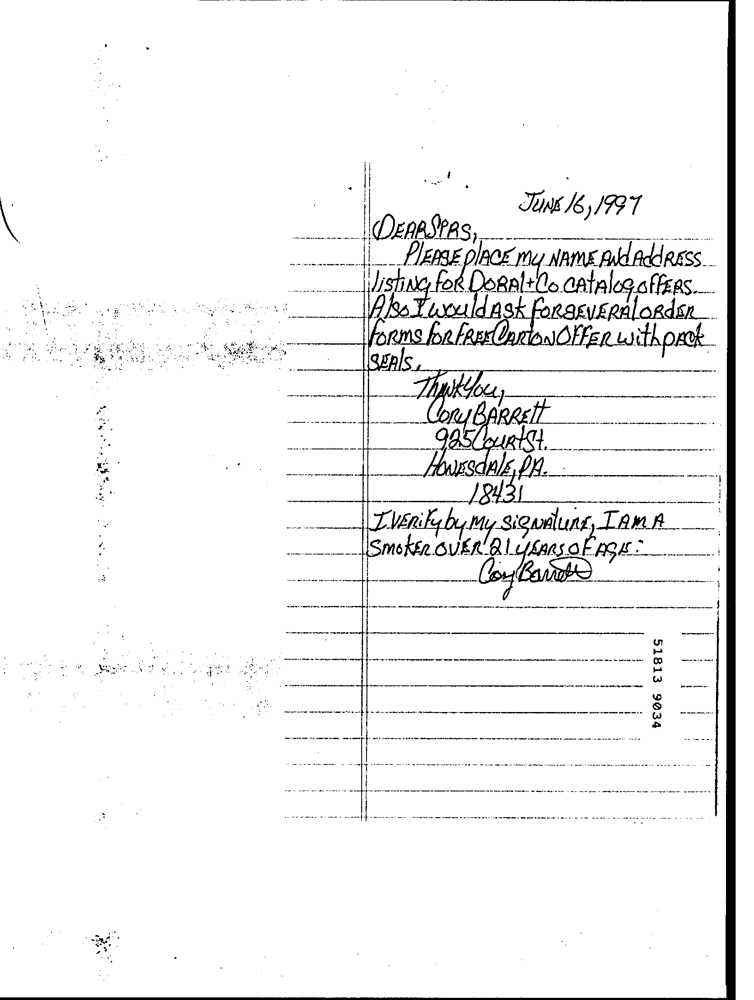 JUNE 16, 1997
DEAR SIRS,
PLEASE PLACE MY NAME AND ADDRESS
LISTING FOR DORAL + CO. CATALOG OFFERS.
ALSO I WOULD ASK FOR SEVERAL ORDER
FORMS FOR FREE CARTON OFFER WITH PACK
SEALS.
THANK YOU,
CORY BARRETT
925 COURT ST.
HONESDALE, PA.
18431
I VERIFY by MY SIGNATURE, I AM A
SMOKER OVER 21 YEARS OF AGE:
Cory Barrett
51813 9034